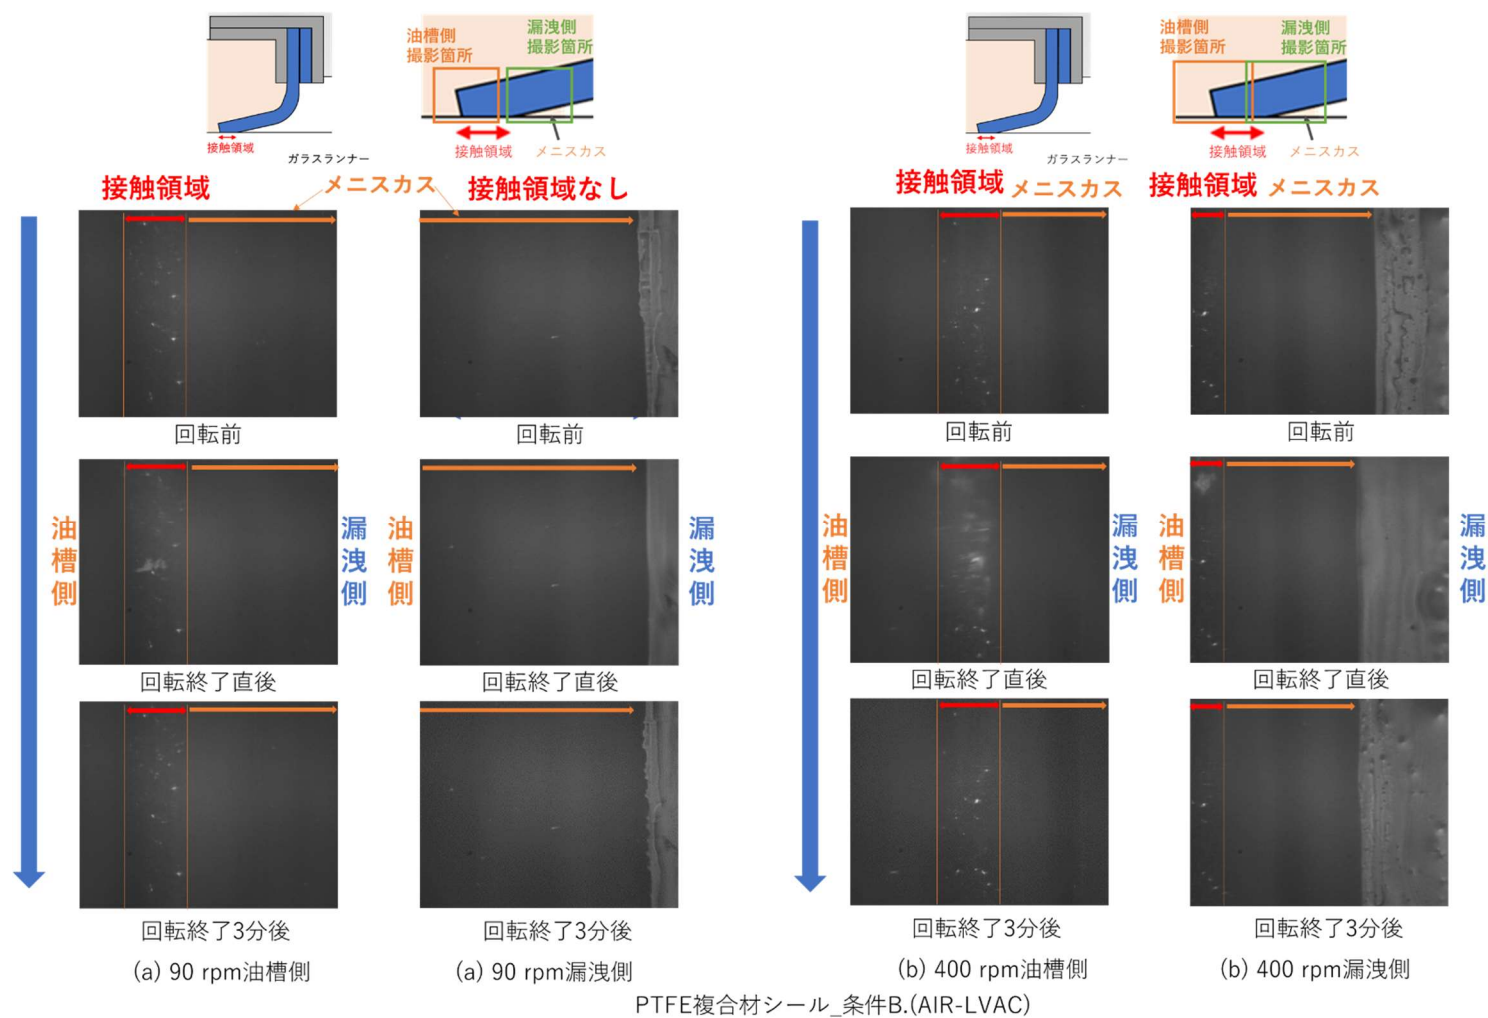 油槽側
撮影箇所
漏洩側
撮影箇所
接触領域
ガラスランナー
接触領域
メニスカス
油槽側
撮影箇所
漏洩側
撮影箇所
接触領域
ガラスランナー
接触領域
メニスカス
接触領域
メニスカス
接触領域なし
接触領域
メニスカス
接触領域
メニスカス
回転前
回転前
回転前
回転前
油槽側
漏洩側
油槽側
漏洩側
油槽側
漏洩側
油槽側
漏洩側
回転終了直後
回転終了直後
回転終了直後
回転終了直後
回転終了3分後
回転終了3分後
回転終了3分後
回転終了3分後
(a) 90 rpm油槽側
(a) 90 rpm漏洩側
(b) 400 rpm油槽側
(b) 400 rpm漏洩側
PTFE複合材シール_条件B.(AIR-LVAC)